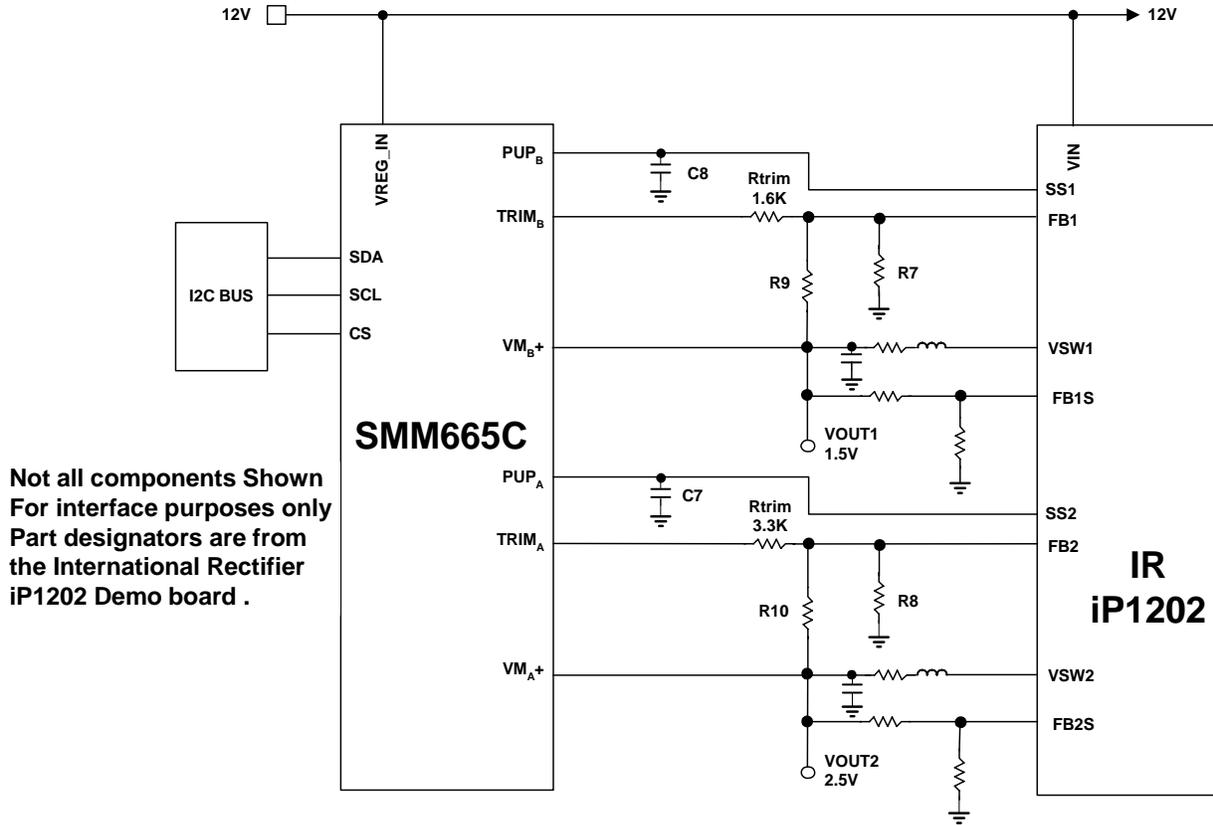 12V
12V
VREG_IN
VIN
PUPB
C8
Rtrim
1.6K
SS1
TRIMB
FB1
R7
R9
I2C BUS
SDA
SCL
CS
VMB+
VSW1
FB1S
SMM665C
VOUT1
1.5V
Not all components Shown
For interface purposes only
Part designators are from
the International Rectifier
iP1202 Demo board .
PUPA
C7
Rtrim
3.3K
SS2
TRIMA
FB2
IR
iP1202
R8
R10
VMA+
VSW2
FB2S
VOUT2
2.5V